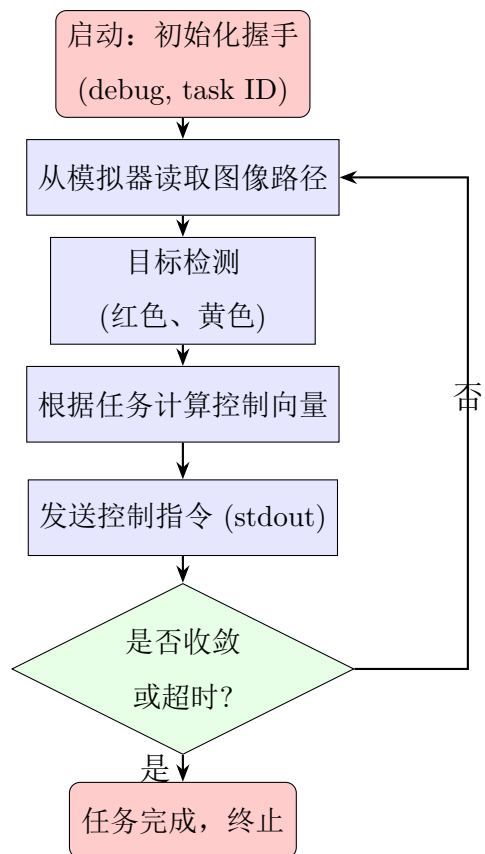 启动：初始化握手
(debug, task ID)
从模拟器读取图像路径
目标检测
(红色、黄色)
根据任务计算控制向量
否
发送控制指令 (stdout)
是否收敛
或超时？
是
任务完成，终止